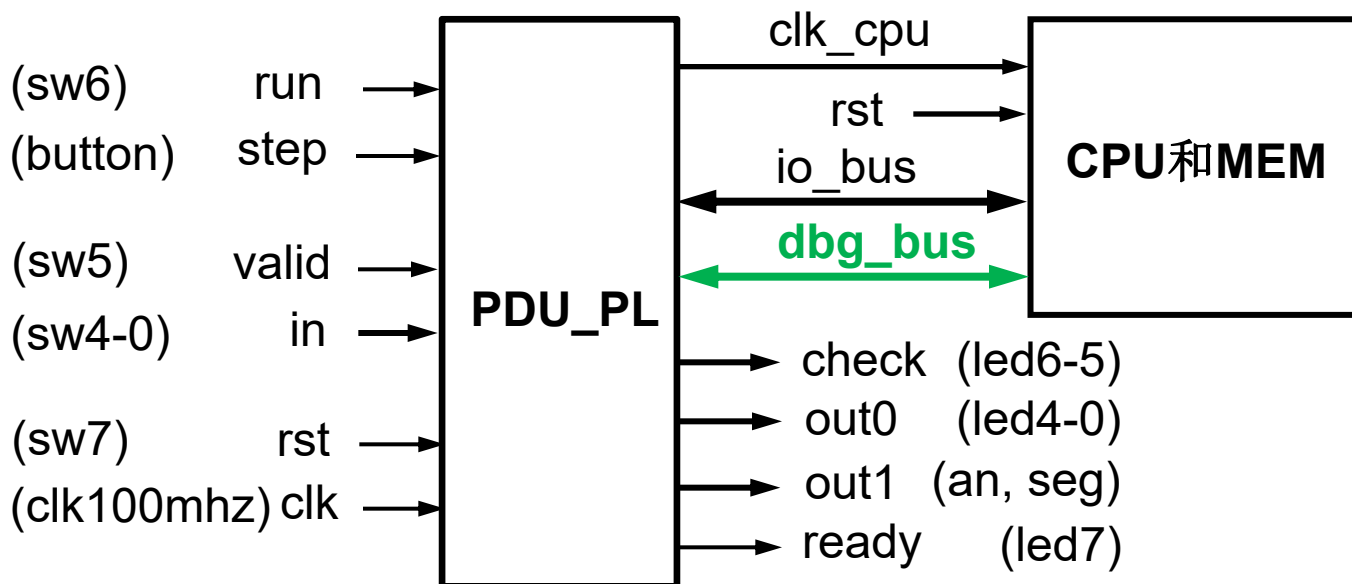 (sw6) run
(button) step
(sw5) valid
(sw4-0) in
(sw7) rst
(clk100mhz) clk
PDU_PL
clk_cpu
rst
io_bus
dbg_bus
CPU和MEM
check (led6-5)
out0 (led4-0)
out1 (an, seg)
ready (led7)